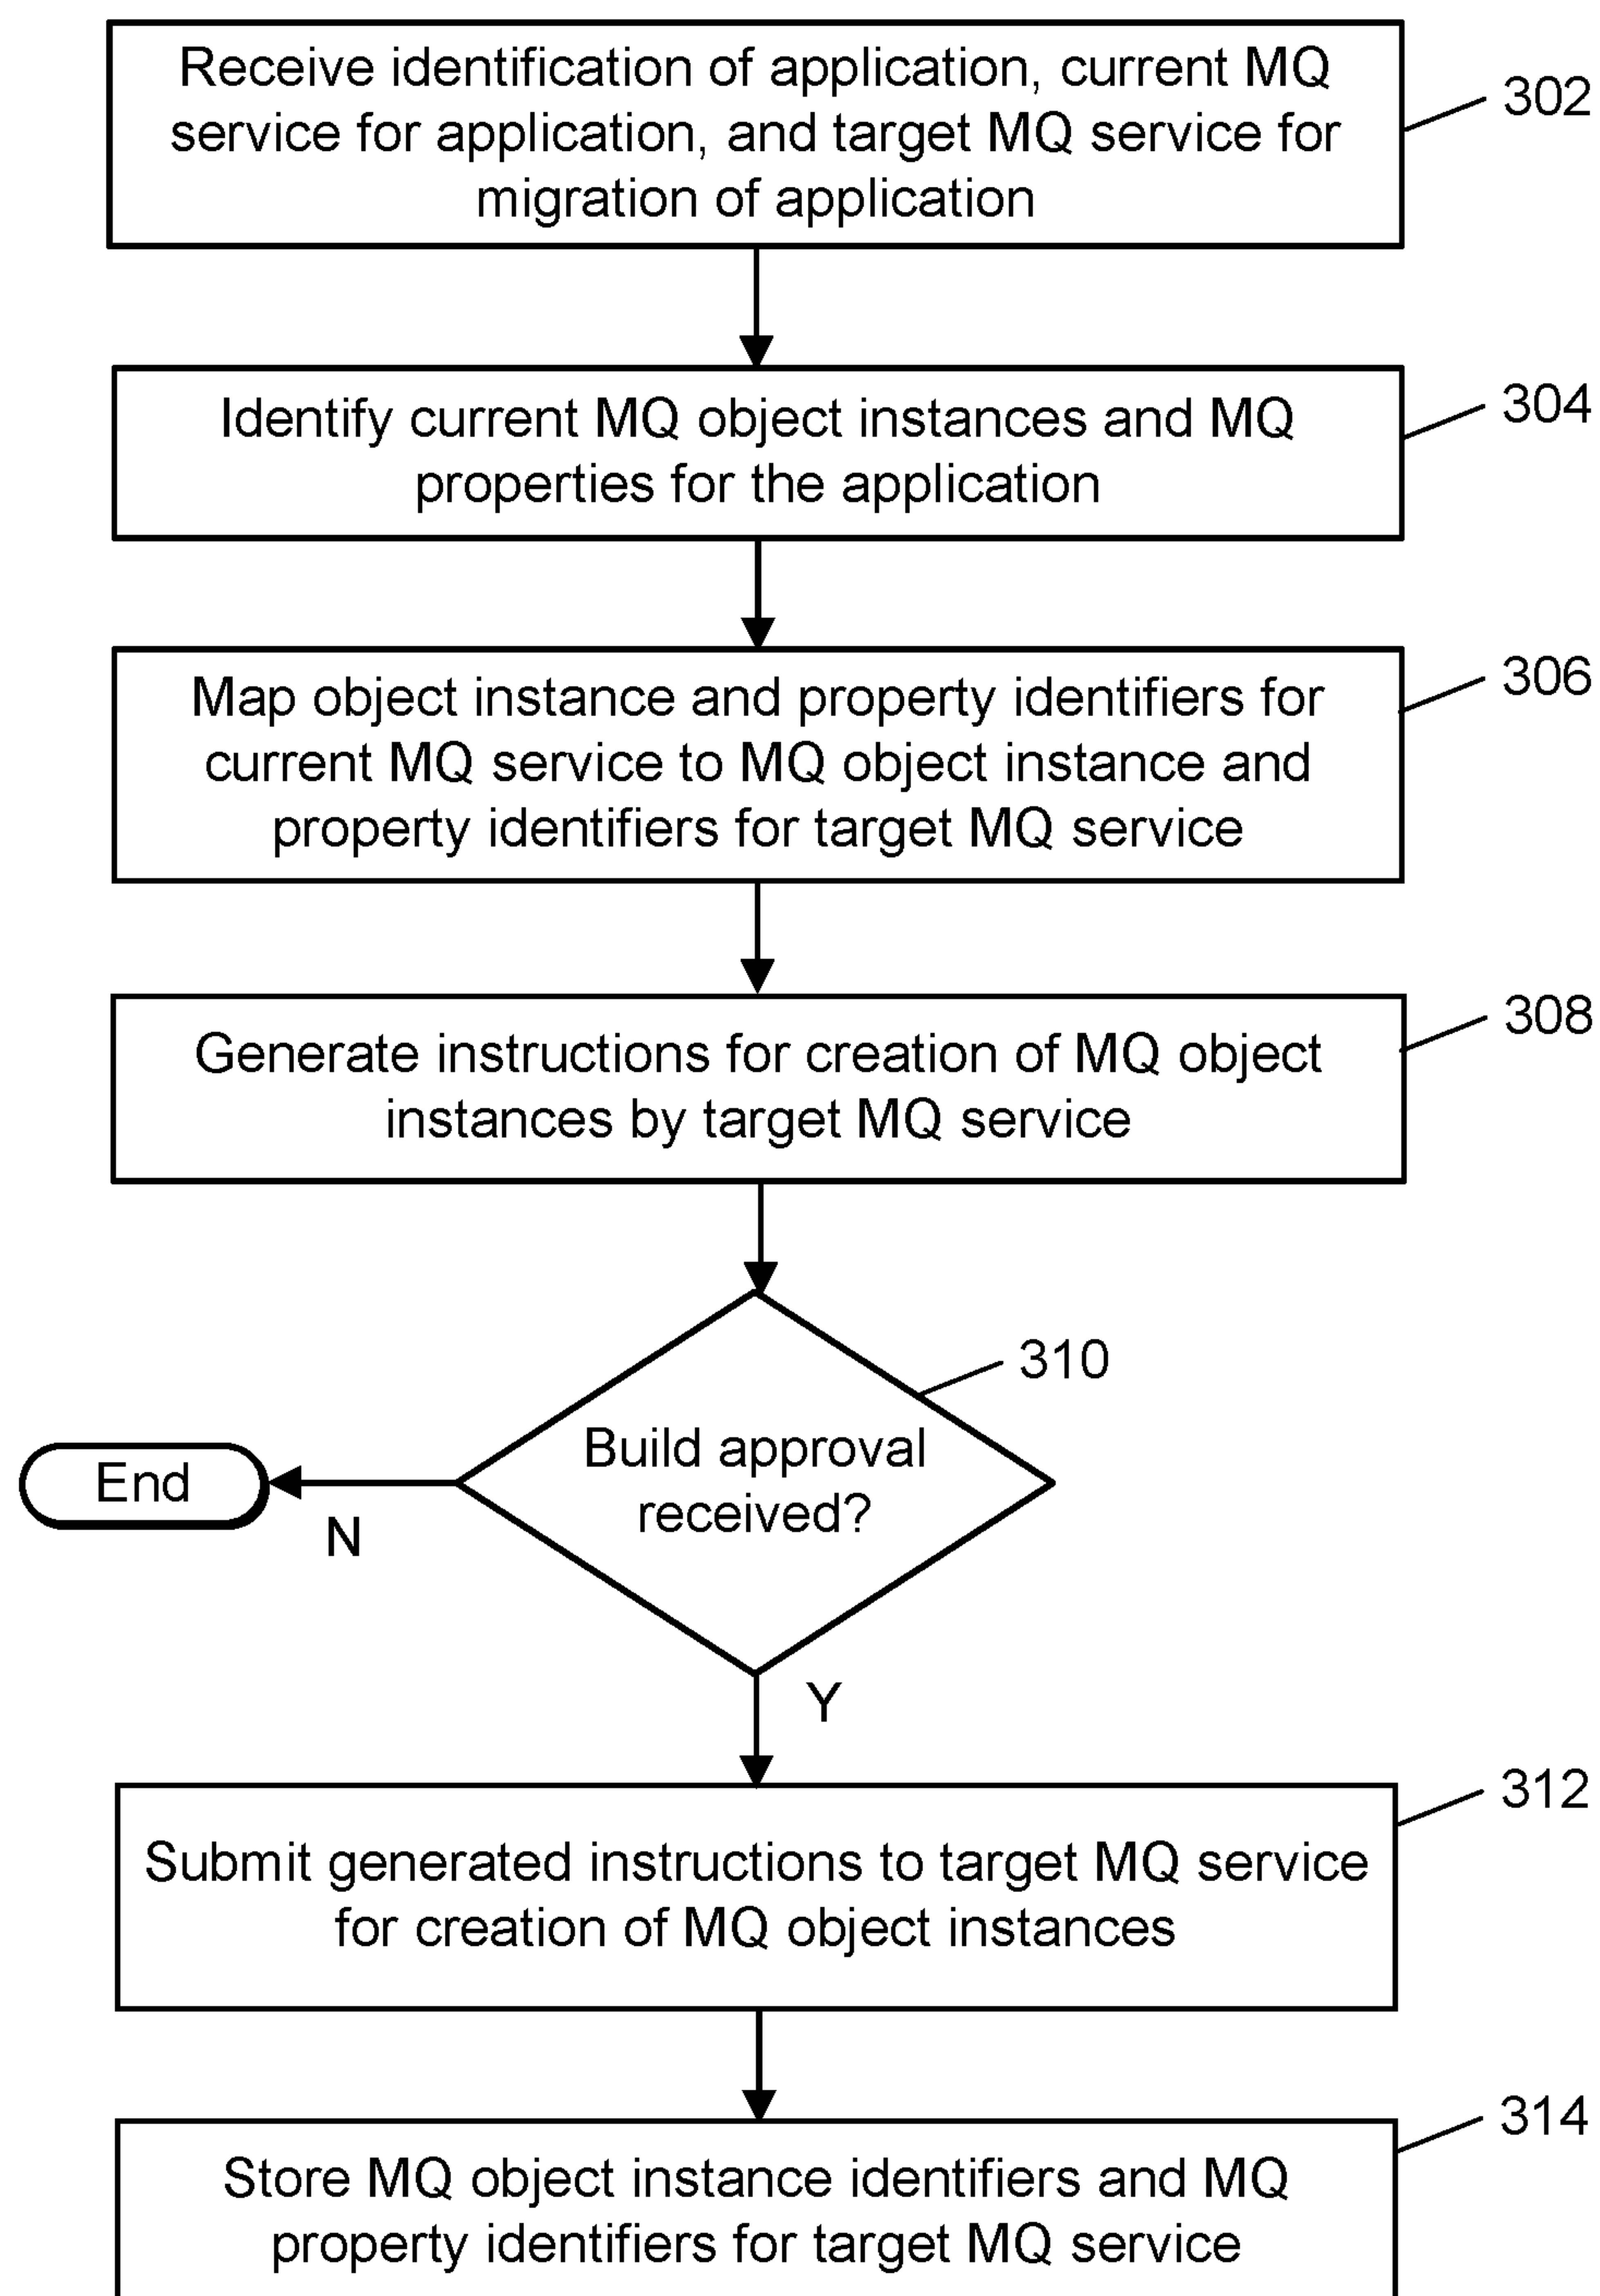 Receive identification of application, current MQ
service for application, and target MQ service for
migration of application
302
Identify current MQ object instances and MQ
properties for the application
304
Map object instance and property identifiers for
current MQ service to MQ object instance and
property identifiers for target MQ service
306
Generate instructions for creation of MQ object
instances by target MQ service
308
310
Build approval
received?
End
N
Y
312
Submit generated instructions to target MQ service
for creation of MQ object instances
314
Store MQ object instance identifiers and MQ
property identifiers for target MQ service